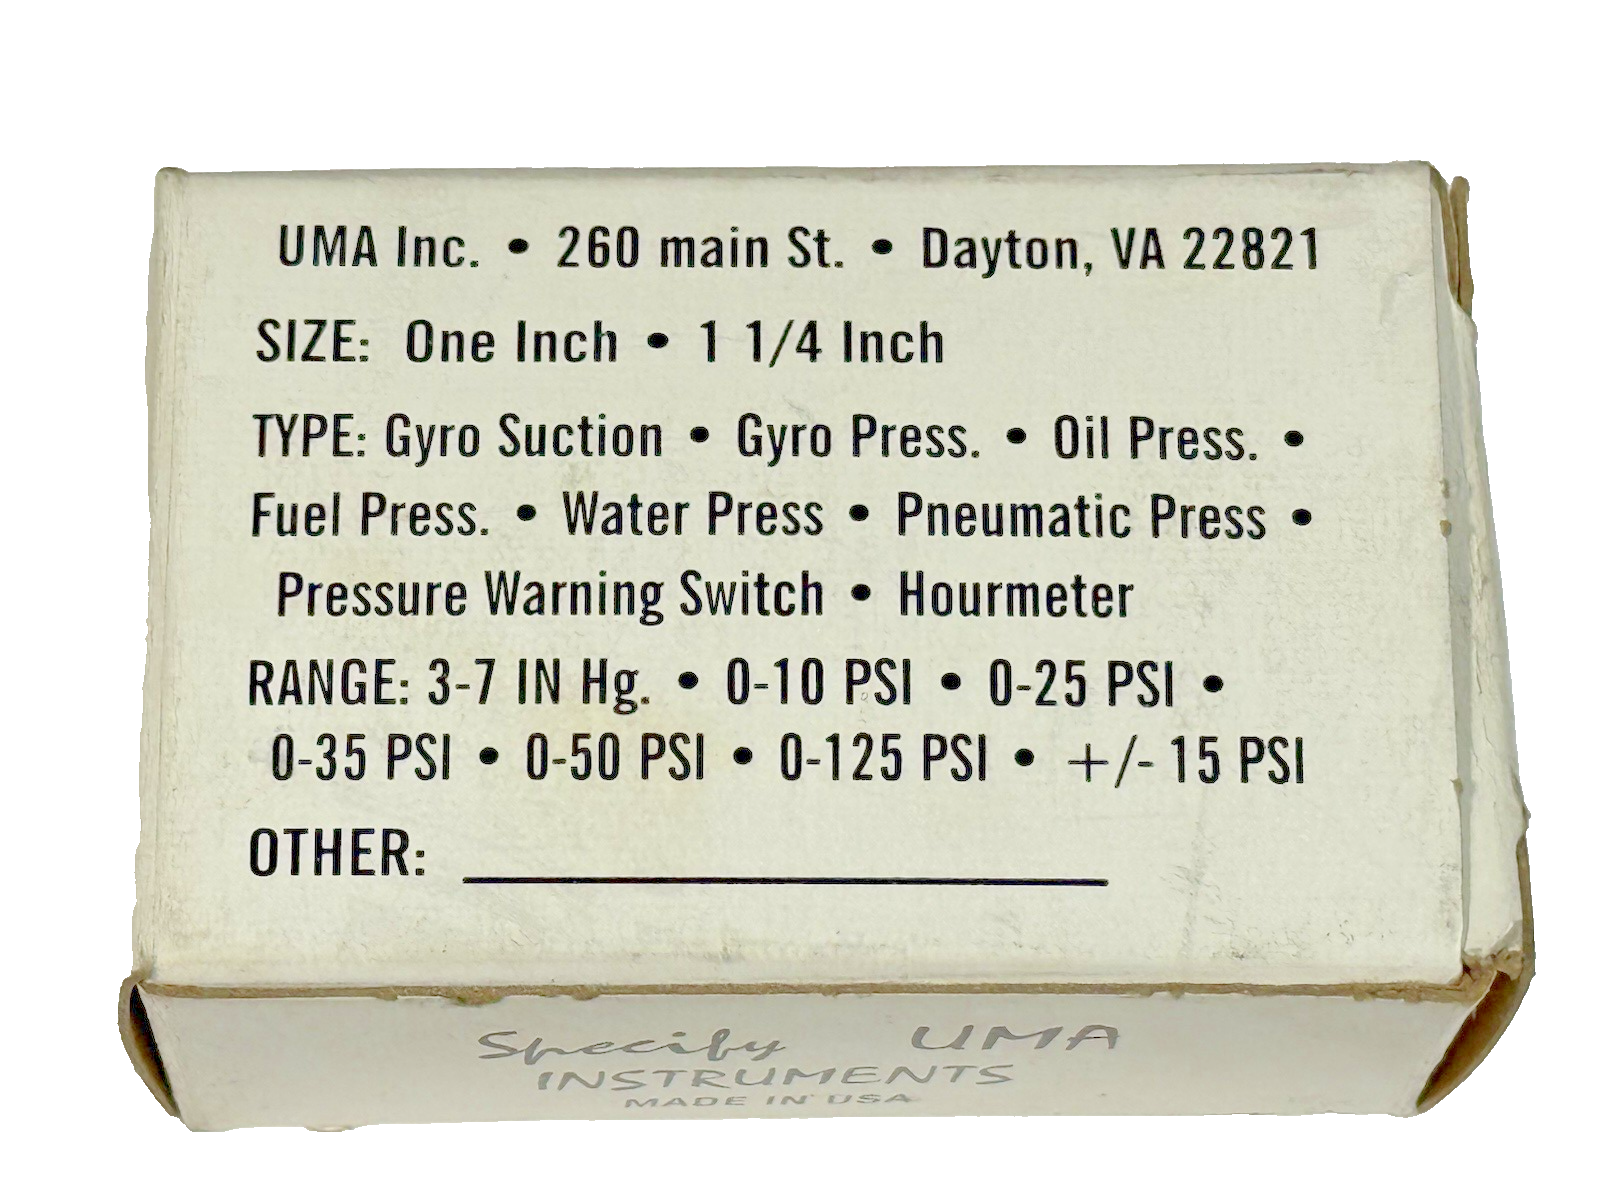 UMA Inc. • 260 main St. • Dayton, VA 22821
SIZE: One Inch • 1 1/4 Inch
TYPE: Gyro Suction • Gyro Press. • Oil Press. •
Fuel Press. • Water Press • Pneumatic Press •
Pressure Warning Switch • Hourmeter
RANGE: 3-7 IN Hg. • 0-10 PSI • 0-25 PSI •
0-35 PSI • 0-50 PSI • 0-125 PSI • +/- 15 PSI
OTHER:
Specify UMA
INSTRUMENTS
MADE IN USA